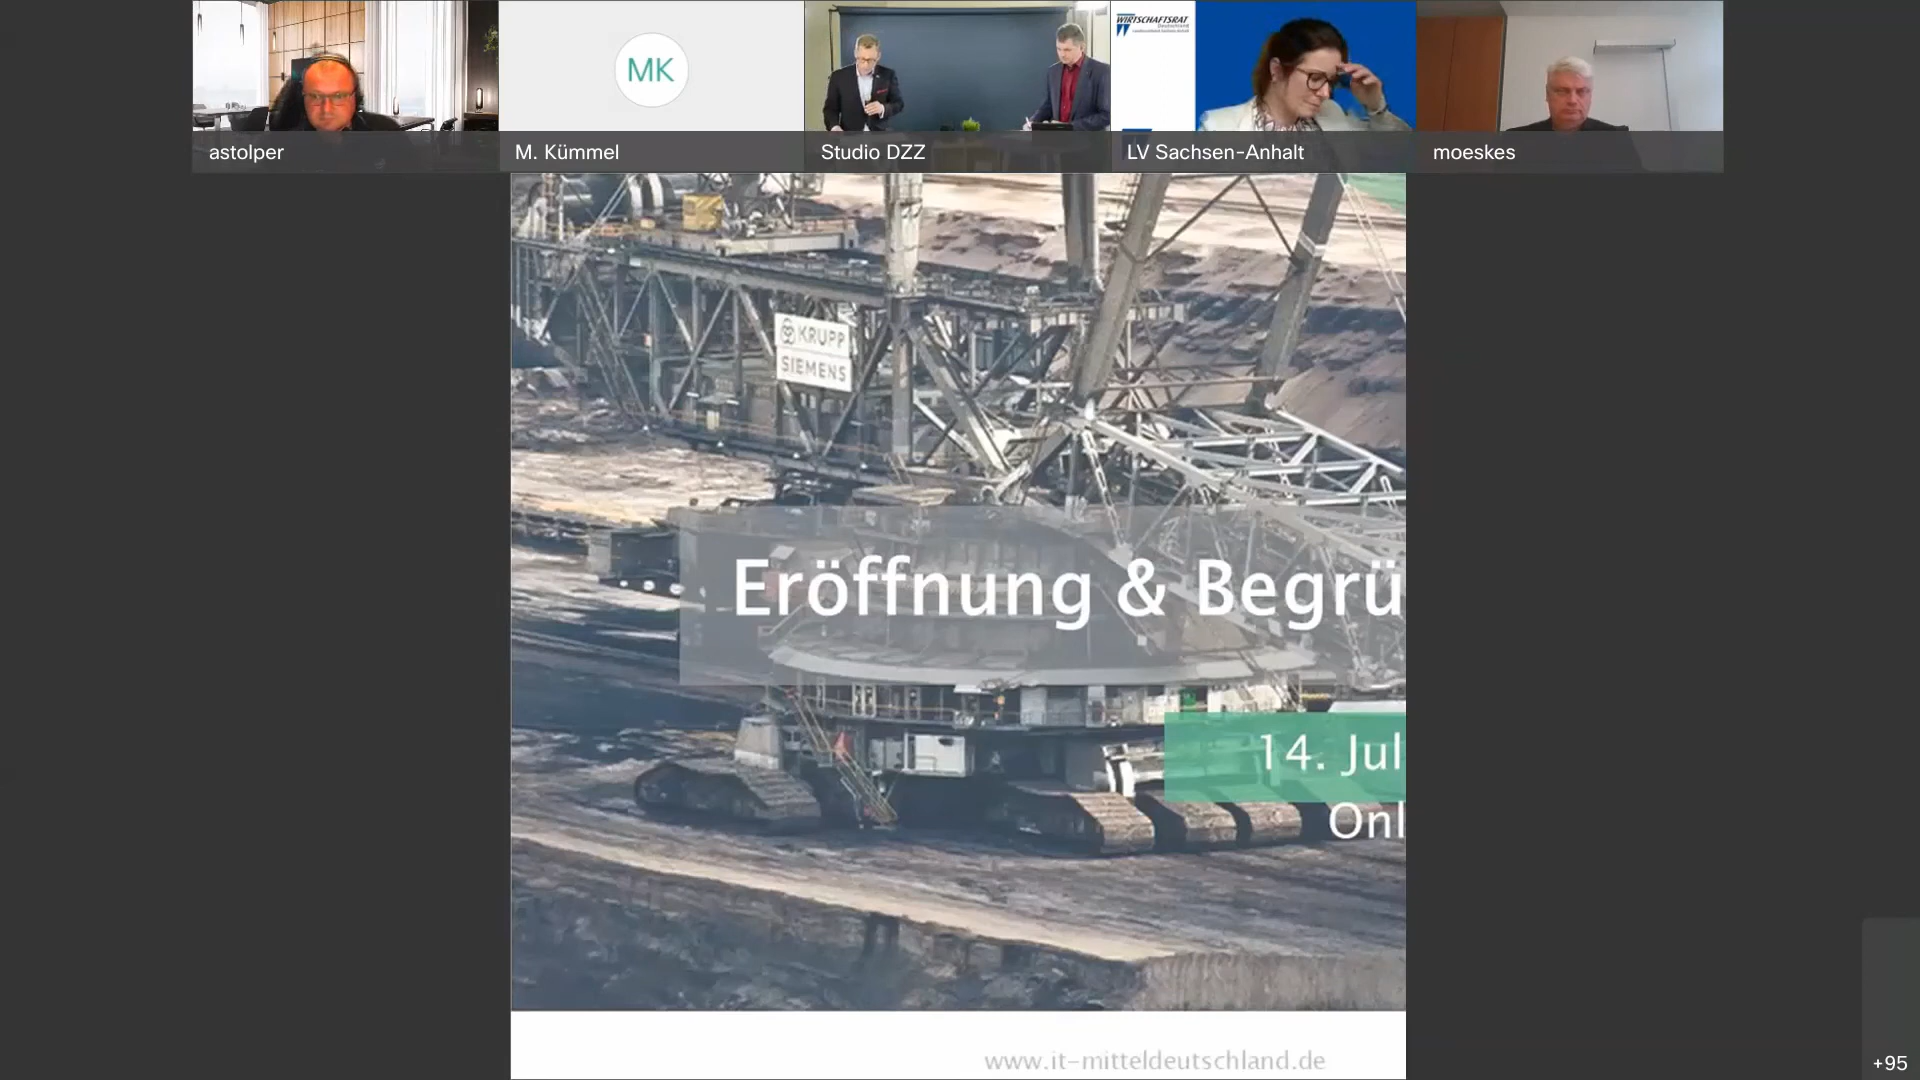 WIRTSCHAFTSRAT
astolper
MK
M. Kümmel
Studio DZZ
LV Sachsen-Anhalt
moeskes
KRUPP
SIEMENS
Eröffnung & Begrü
14. Jul
Onl
www.it-mitteldeutschland.de
+95